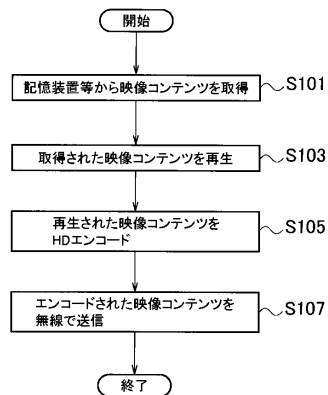 開始
記憶装置等から映像コンテンツを取得
S101
取得された映像コンテンツを再生
S103
再生された映像コンテンツを
HDエンコード
S105
エンコードされた映像コンテンツを
無線で送信
S107
終了